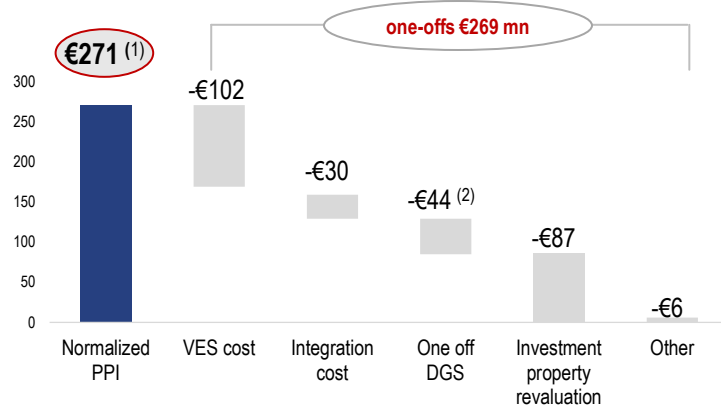 one-offs €269 mn
€271 (1)
-€102
-€30
-€44 (2)
-€87
-€6
300
250
200
150
100
50
0
Normalized
PPI
VES cost
Integration
cost
One off
DGS
Investment
property
revaluation
Other